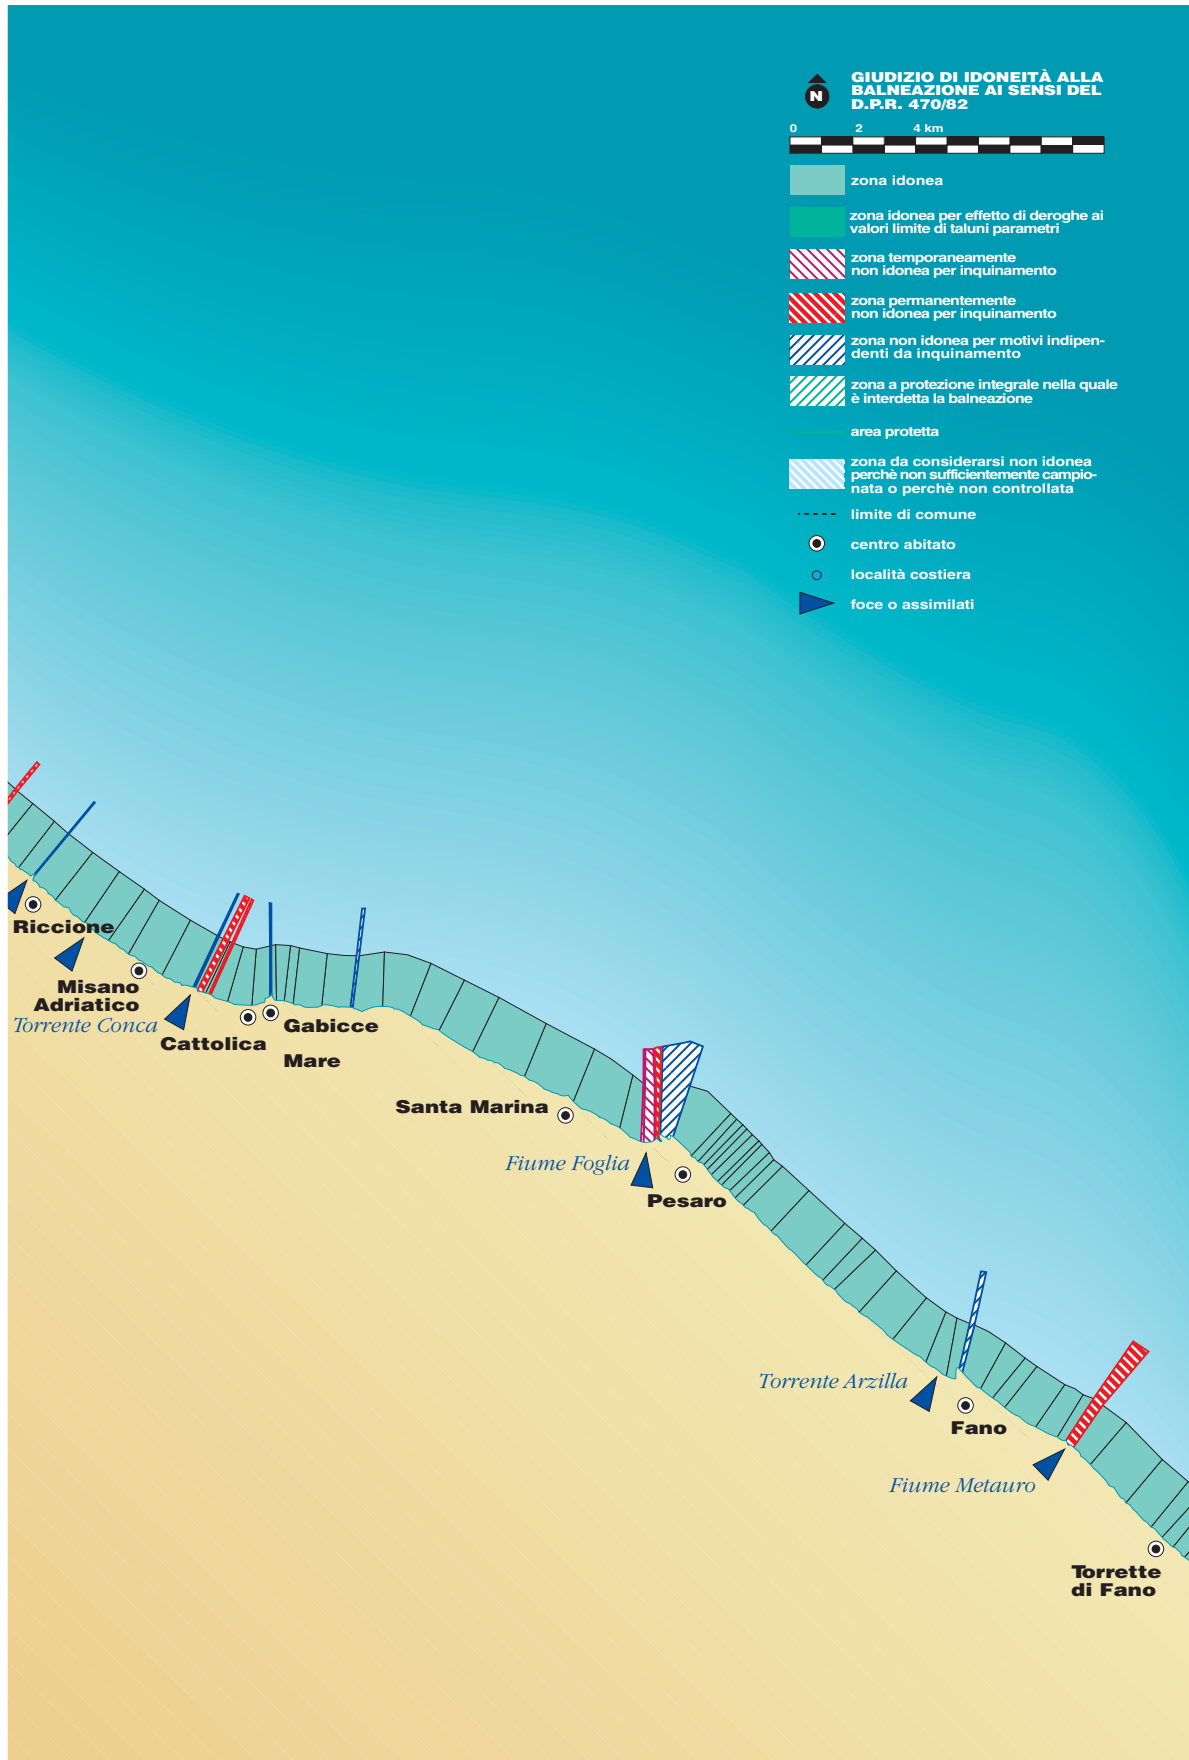 N
GIUDIZIO DI IDONEITÀ ALLA
BALNEAZIONE AI SENSI DEL
D.P.R. 470/82
0 2 4 km
zona idonea
zona idonea per effetto di deroghe ai
valori limite di taluni parametri
zona temporaneamente
non idonea per inquinamento
zona permanentemente
non idonea per inquinamento
zona non idonea per motivi indipen-
denti da inquinamento
zona a protezione integrale nella quale
è interdetta la balneazione
area protetta
zona da considerarsi non idonea
perchè non sufficientemente campio-
nata o perchè non controllata
limite di comune
centro abitato
località costiera
foce o assimilati
Riccione
Misano
Adriatico
Torrente Conca
Cattolica
Gabicce
Mare
Santa Marina
Fiume Foglia
Pesaro
Torrente Arzilla
Fano
Fiume Metauro
Torrette
di Fano